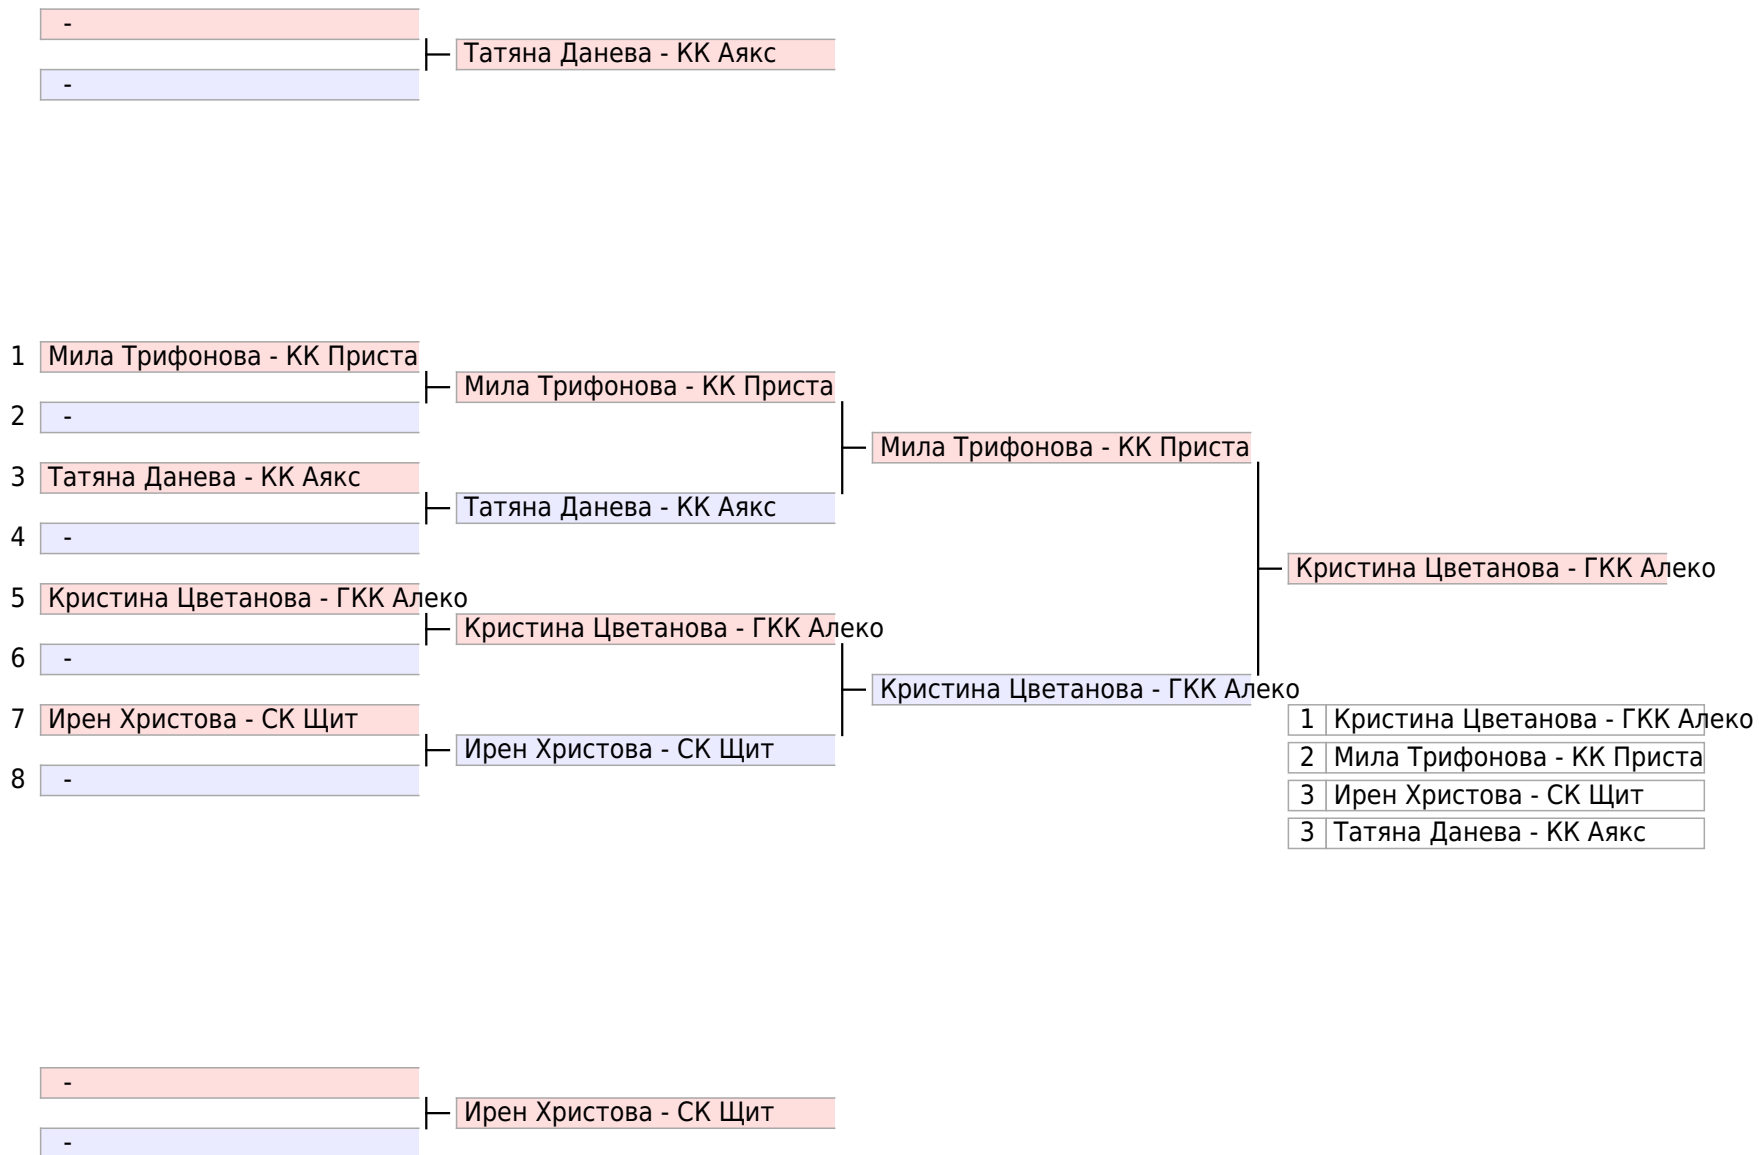 -
Татяна Данева - КК Аякс
-
1 Мила Трифонова - КК Приста
Мила Трифонова - КК Приста
2 -
Мила Трифонова - КК Приста
3 Татяна Данева - КК Аякс
Татяна Данева - КК Аякс
4 -
Кристина Цветанова - ГКК Алеко
5 Кристина Цветанова - ГКК Алеко
Кристина Цветанова - ГКК Алеко
6 -
Кристина Цветанова - ГКК Алеко
7 Ирен Христова - СК Щит
1 Кристина Цветанова - ГКК Алеко
Ирен Христова - СК Щит
2 Мила Трифонова - КК Приста
8 -
3 Ирен Христова - СК Щит
3 Татяна Данева - КК Аякс
-
Ирен Христова - СК Щит
-